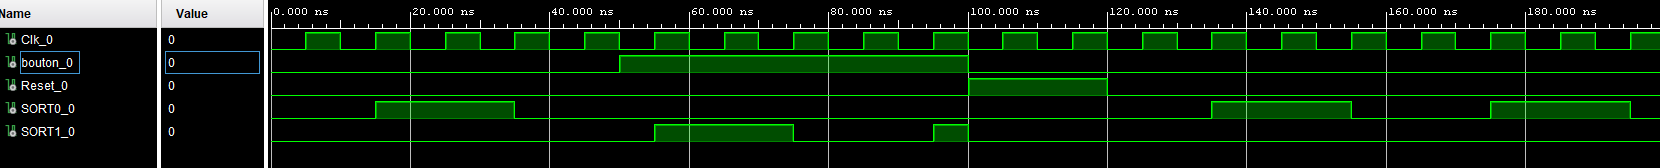 Name Value 0.000 ns 20.000 ns 40.000 ns 60.000 ns 80.000 ns 100.000 ns 120.000 ns 140.000 ns 160.000 ns 180.000 ns
Clk_0 0
bouton_0 0
Reset_0 0
SORT0_0 0
SORT1_0 0